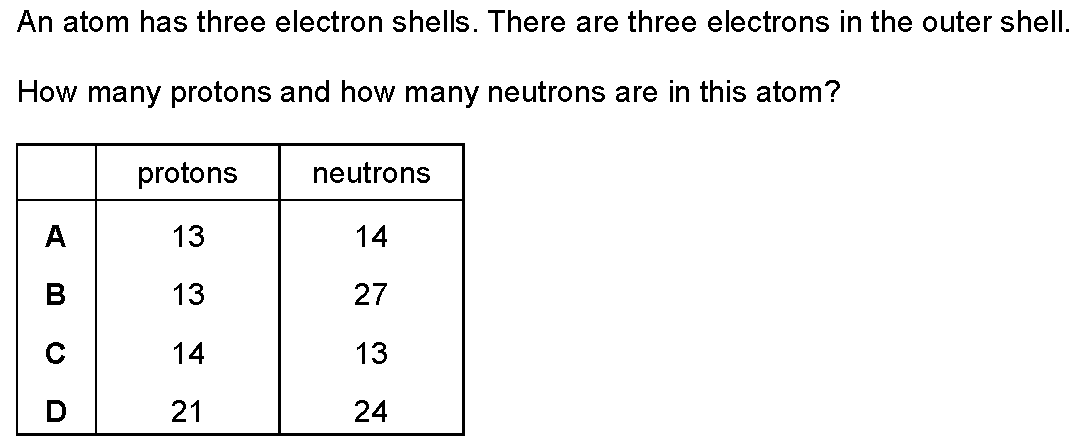 An atom has three electron shells. There are three electrons in the outer shell.
How many protons and how many neutrons are in this atom?
protons neutrons
A 13 14
B 13 27
C 14 13
D 21 24